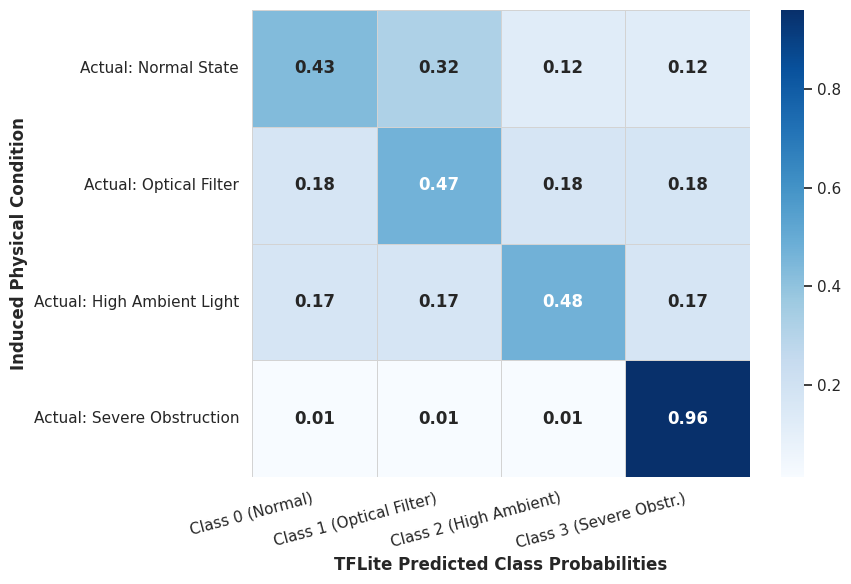 Induced Physical Condition
Actual: Normal State
0.43 0.32 0.12 0.12
Actual: Optical Filter
0.18 0.47 0.18 0.18
Actual: High Ambient Light
0.17 0.17 0.48 0.17
Actual: Severe Obstruction
0.01 0.01 0.01 0.96
Class 0 (Normal)
Class 1 (Optical Filter)
Class 2 (High Ambient)
Class 3 (Severe Obstr.)
TFLite Predicted Class Probabilities
0.8
0.6
0.4
0.2